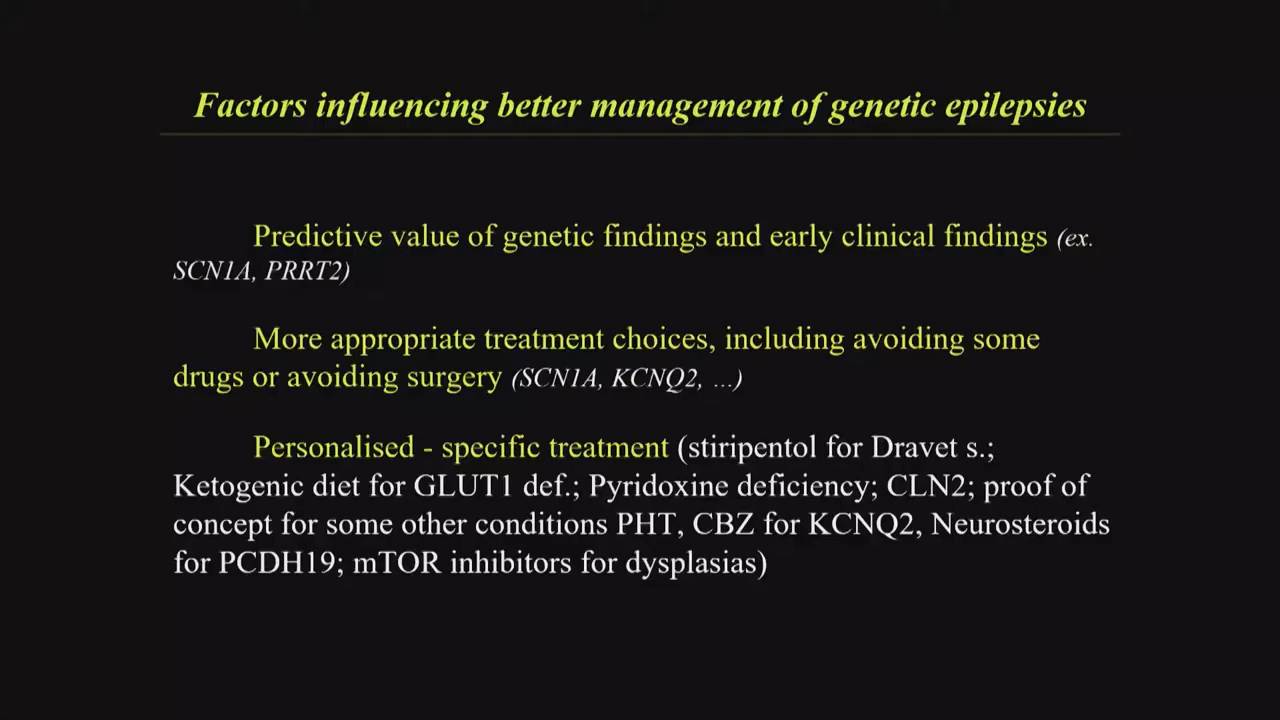 Factors influencing better management of genetic epilepsies
Predictive value of genetic findings and early clinical findings (ex.
SCN1A, PRRT2)
More appropriate treatment choices, including avoiding some
drugs or avoiding surgery (SCN1A, KCNQ2, ...)
Personalised - specific treatment (stiripentol for Dravet s.;
Ketogenic diet for GLUT1 def.; Pyridoxine deficiency; CLN2; proof of
concept for some other conditions PHT, CBZ for KCNQ2, Neurosteroids
for PCDH19; mTOR inhibitors for dysplasias)